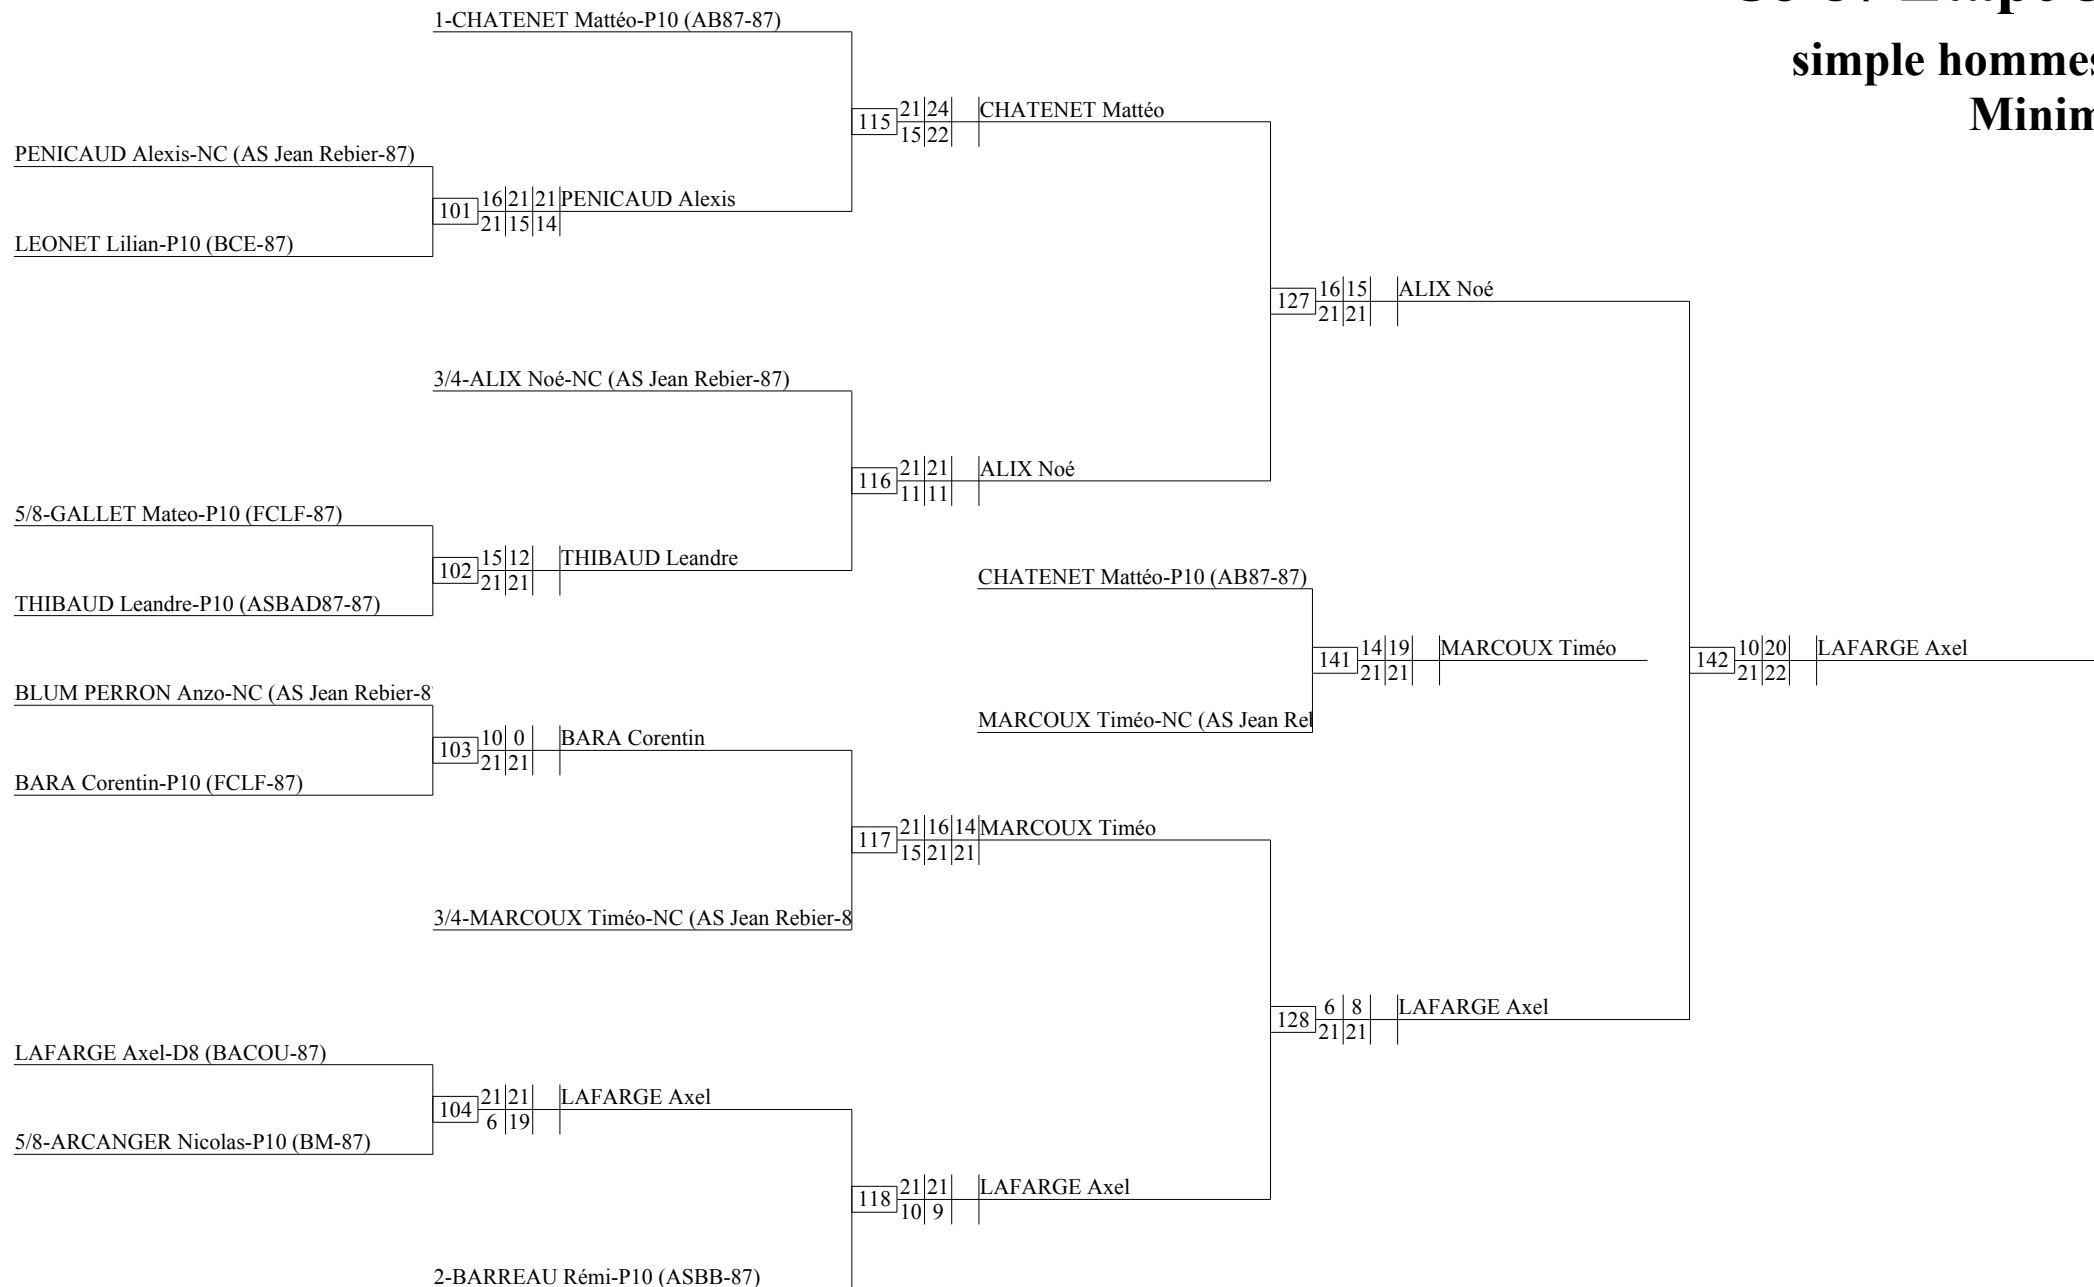 simple hommes
1-CHATENET Mattéo-P10 (AB87-87)
115 21 24 CHATENET Mattéo
15 22
PENICAUD Alexis-NC (AS Jean Rebier-87)
101 16 21 21 PENICAUD Alexis
21 15 14
LEONET Lilian-P10 (BCE-87)
127 16 15 ALIX Noé
21 21
3/4-ALIX Noé-NC (AS Jean Rebier-87)
116 21 21 ALIX Noé
11 11
5/8-GALLET Mateo-P10 (FCLF-87)
102 15 12 THIBAUD Leandre
21 21
THIBAUD Leandre-P10 (ASBAD87-87)
CHATENET Mattéo-P10 (AB87-87)
141 14 19 MARCOUX Timéo
21 21
142 10 20 LAFARGE Axel
21 22
MARCOUX Timéo-NC (AS Jean
BLUM PERRON Anzo-NC (AS Jean Rebier-8
103 10 0 BARA Corentin
21 21
BARA Corentin-P10 (FCLF-87)
117 21 16 14 MARCOUX Timéo
15 21 21
3/4-MARCOUX Timéo-NC (AS Jean Rebier-8
128 6 8 LAFARGE Axel
21 21
LAFARGE Axel-D8 (BACOU-87)
104 21 21 LAFARGE Axel
6 19
5/8-ARCANGER Nicolas-P10 (BM-87)
118 21 21 LAFARGE Axel
10 9
2-BARREAU Rémi-P10 (ASBB-87)